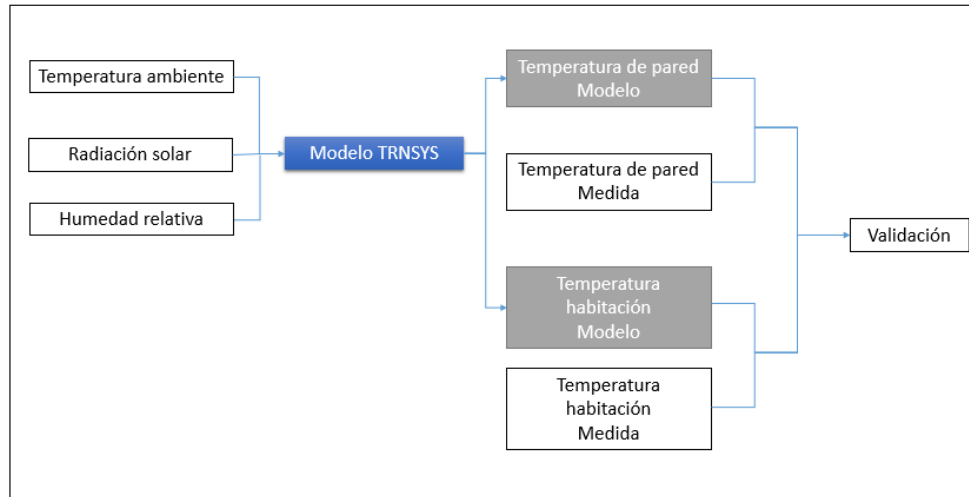 Temperatura ambiente
Radiación solar
Humedad relativa
Modelo TRNSYS
Temperatura de pared
Modelo
Temperatura de pared
Medida
Temperatura
habitación
Modelo
Temperatura
habitación
Medida
Validación